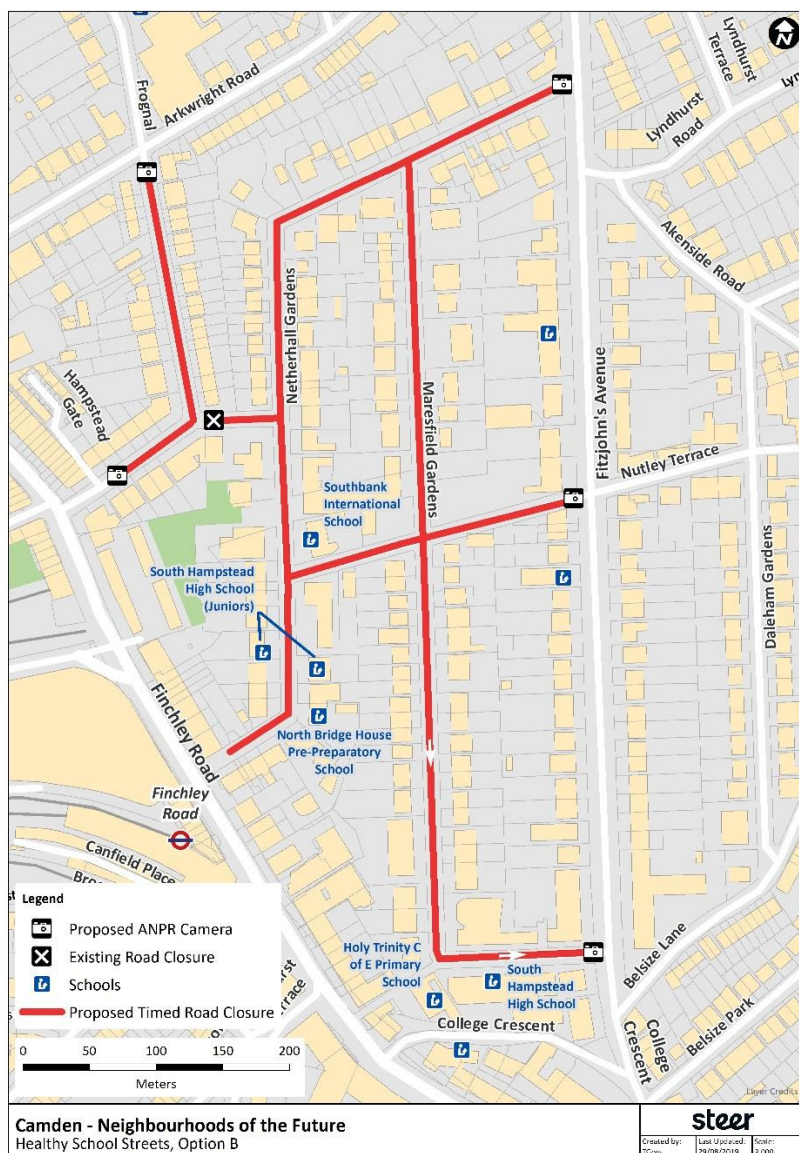 N
Lyndhurst
Terrace
Lyndhurst
Road
Frognal
Arkwright Road
Akenside Road
Netherhall Gardens
Hampstead
Gate
Maresfield Gardens
Fitzjohn's Avenue
Nutley Terrace
Southbank
International
School
South Hampstead
High School
(Juniors)
Daleham Gardens
North Bridge House
Pre-Preparatory
School
Finchley Road
Finchley
Road
Canfield Place
Legend
Proposed ANPR Camera
Existing Road Closure
Schools
Proposed Timed Road Closure
0 50 100 150 200
Meters
Holy Trinity C
of E Primary
School
South
Hampstead
High School
College Crescent
College
Crescent
Belsize Lane
Belsize Park
Layer Credits
Camden - Neighbourhoods of the Future
Healthy School Streets, Option B
steer
Created by:
Last Updated:
29/08/2019
Scale: